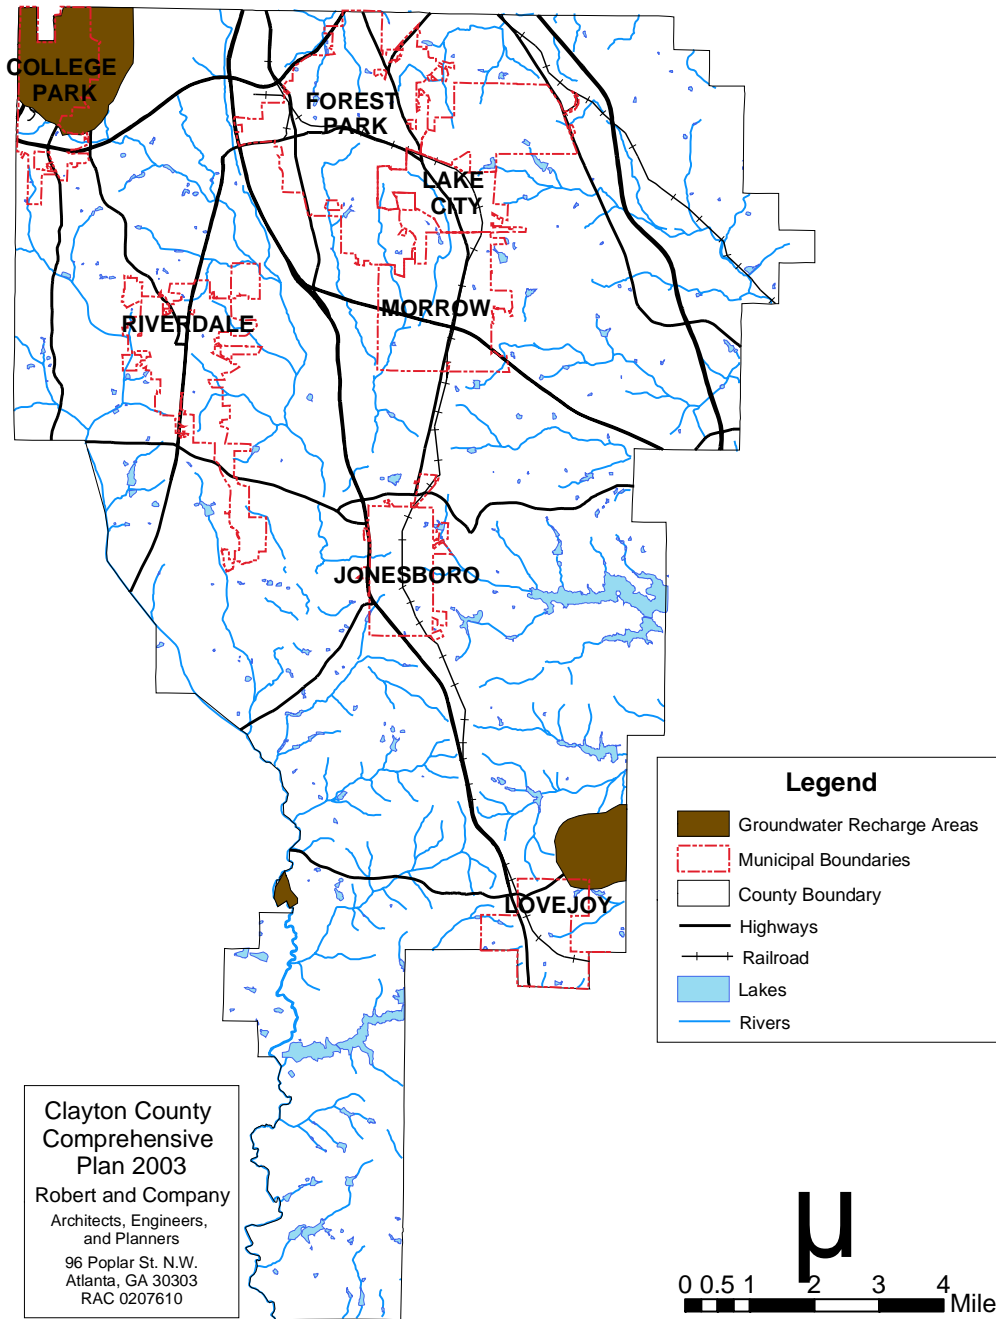 COLLEGE
PARK
FOREST
PARK
LAKE
CITY
MORROW
RIVERDALE
JONESBORO
LOVEJOY
Legend
Groundwater Recharge Areas
Municipal Boundaries
County Boundary
Highways
Railroad
Lakes
Rivers
Clayton County
Comprehensive
Plan 2003
Robert and Company
Architects, Engineers,
and Planners
96 Poplar St. N.W.
Atlanta, GA 30303
RAC 0207610
µ
0 0.5 1 2 3 4
Mile